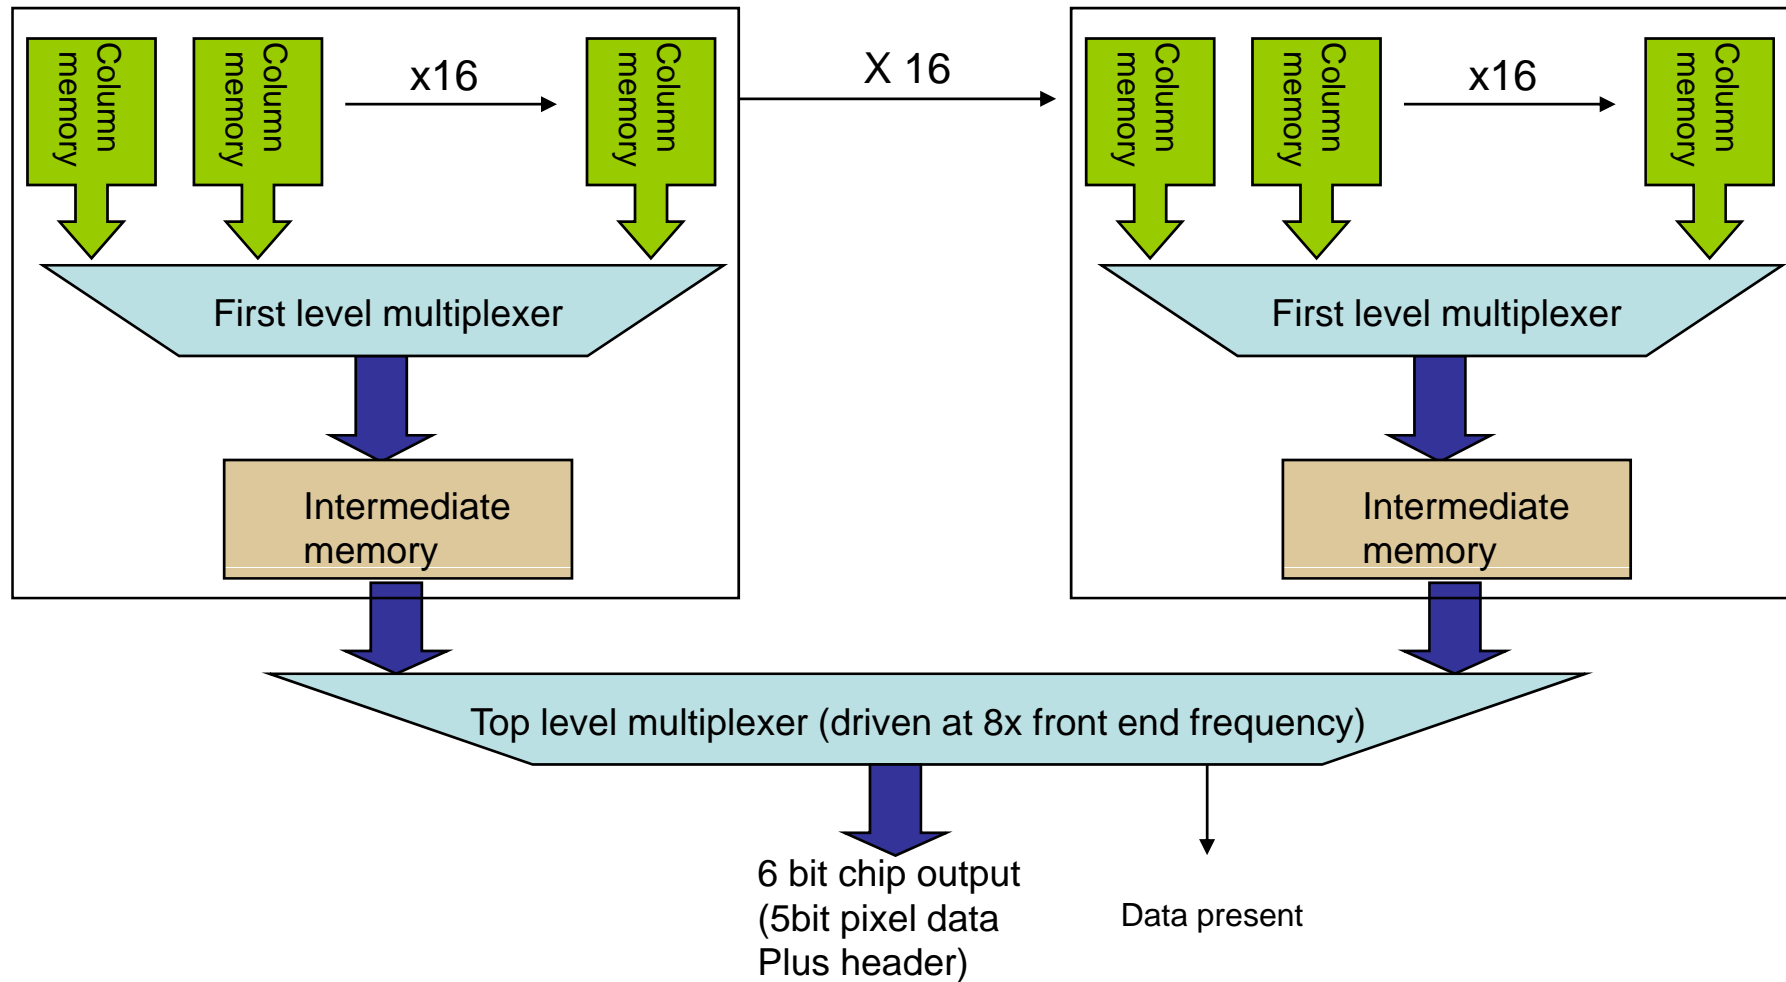 Column
memory
Column
memory
x16
Column
memory
X 16
Column
memory
Column
memory
x16
Column
memory
First level multiplexer
First level multiplexer
Intermediate
memory
Intermediate
memory
Top level multiplexer (driven at 8x front end frequency)
6 bit chip output
(5bit pixel data
Plus header)
Data present